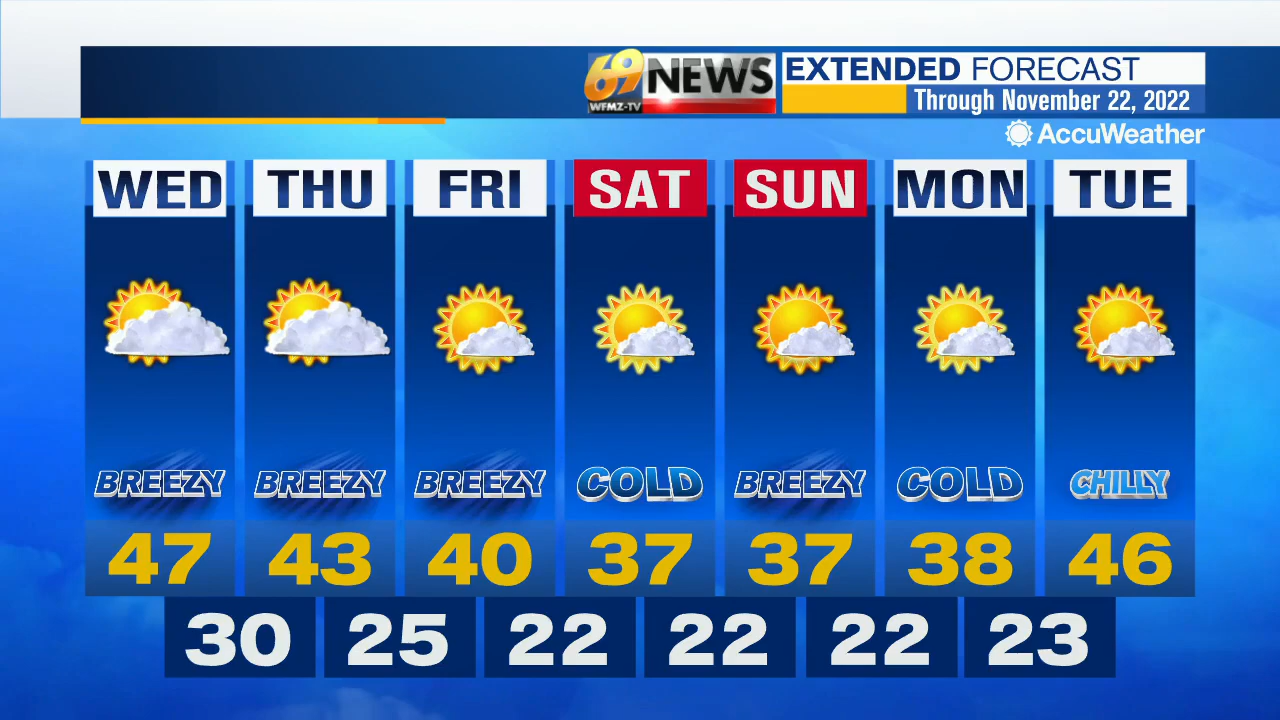 69 NEWS
WFMZ-TV
EXTENDED FORECAST
Through November 22, 2022
AccuWeather
WED THU FRI SAT SUN MON TUE
BREEZY BREEZY BREEZY COLD BREEZY COLD CHILLY
47 43 40 37 37 38 46
30 25 22 22 22 23